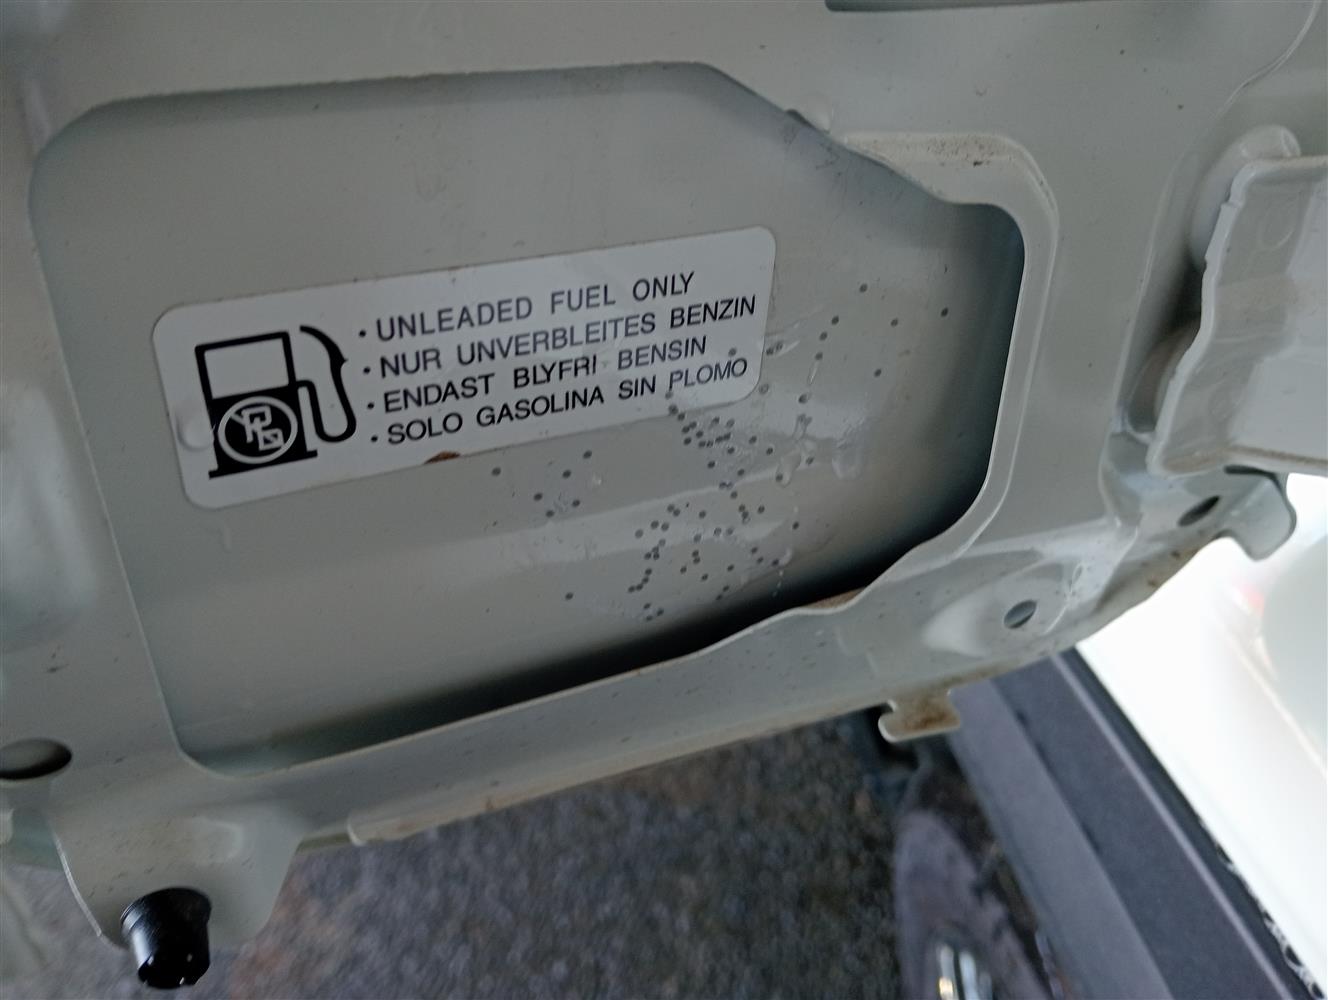 • UNLEADED FUEL ONLY
• NUR UNVERBLEITES BENZIN
• ENDAST BLYFRI BENSIN
• SOLO GASOLINA SIN PLOMO